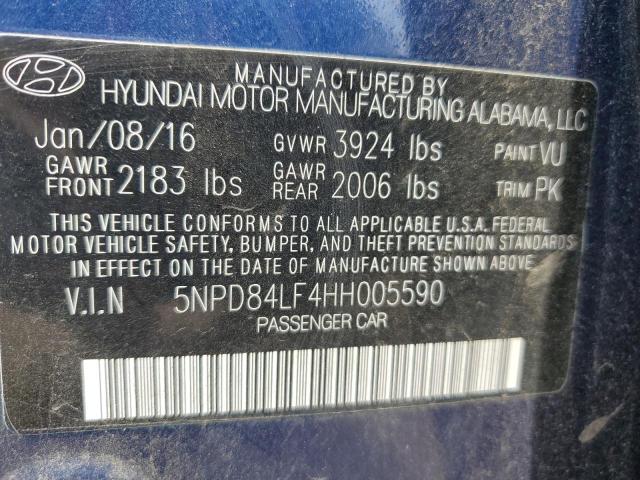 MANUFACTURED BY
HYUNDAI MOTOR MANUFACTURING ALABAMA, LLC
Jan/08/16 GVWR 3924 lbs PAINT VU
GAWR FRONT 2183 lbs GAWR REAR 2006 lbs TRIM PK
THIS VEHICLE CONFORMS TO ALL APPLICABLE U.S.A. FEDERAL
MOTOR VEHICLE SAFETY, BUMPER, AND THEFT PREVENTION STANDARDS
IN EFFECT ON THE DATE OF MANUFACTURE SHOWN ABOVE.
V.I.N 5NPD84LF4HH005590
PASSENGER CAR